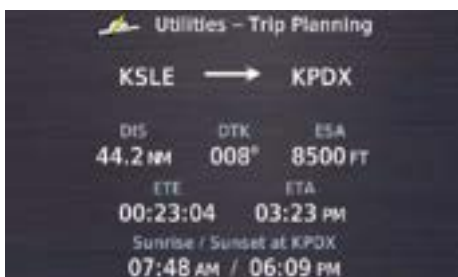 Utilities – Trip Planning
KSLE → KPDX
DIS DTK ESA
44.2 NM 008° 8500 FT
ETE ETA
00:23:04 03:23 PM
Sunrise / Sunset at KPDX
07:48 AM / 06:09 PM